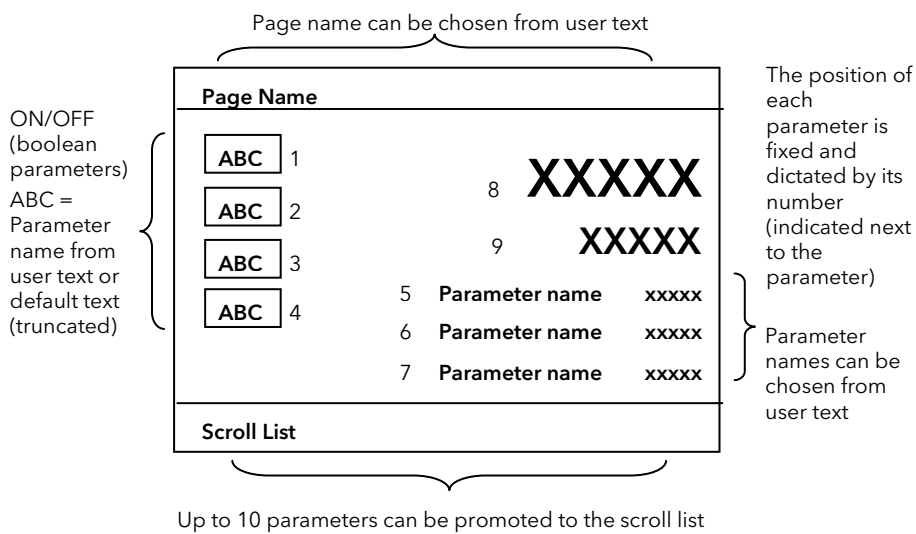 Page name can be chosen from user text
ON/OFF
(boolean
parameters)
ABC =
Parameter
name from
user text or
default text
(truncated)
Page Name
ABC 1
ABC 2
ABC 3
ABC 4
8 XXXXX
9 XXXXX
5 Parameter name xxxxx
6 Parameter name xxxxx
7 Parameter name xxxxx
Scroll List
The position of
each
parameter is
fixed and
dictated by its
number
(indicated next
to the
parameter)
Parameter
names can be
chosen from
user text
Up to 10 parameters can be promoted to the scroll list